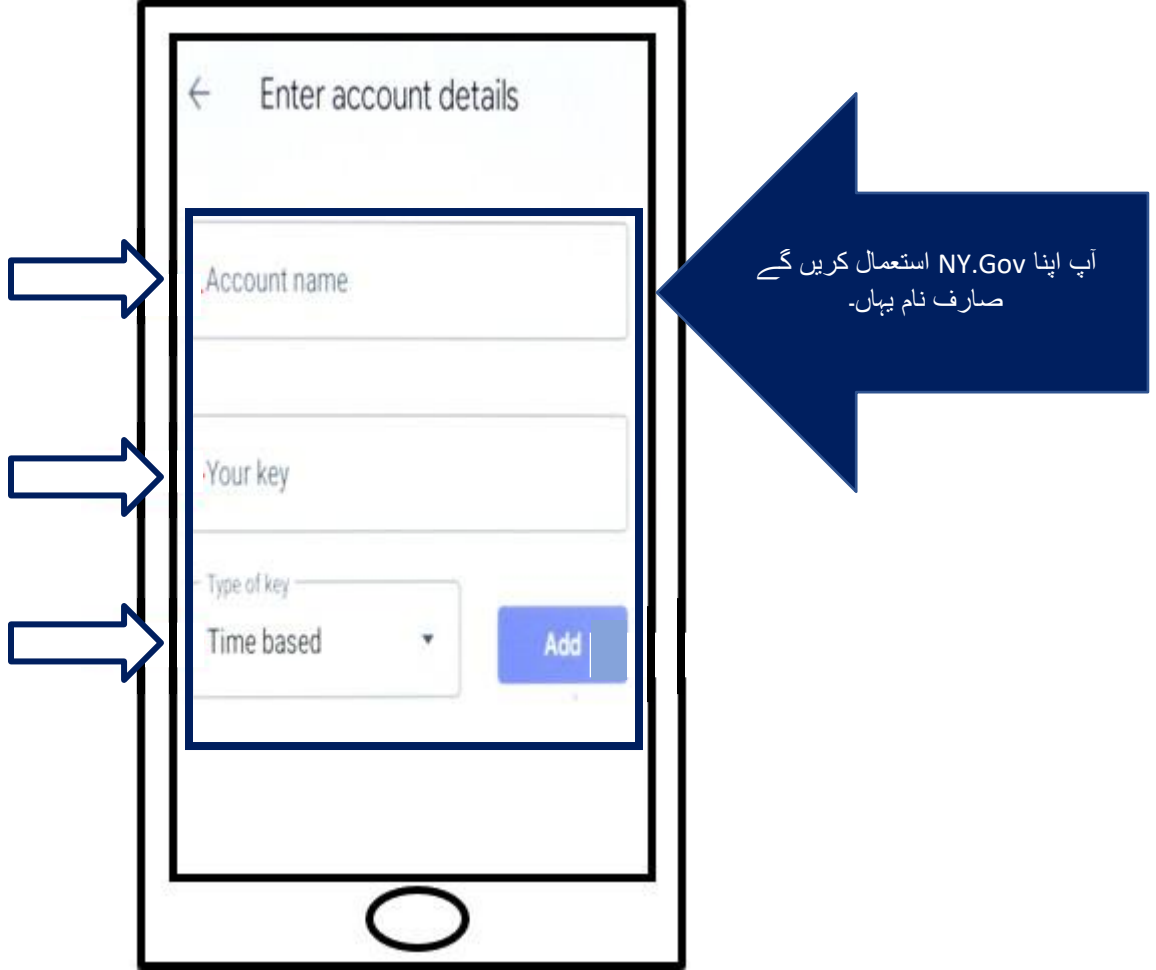 Enter account details
Account name
Your key
Type of key
Time based
Add
آپ اپنا NY.Gov استعمال کریں گے
صارف نام یہاں۔